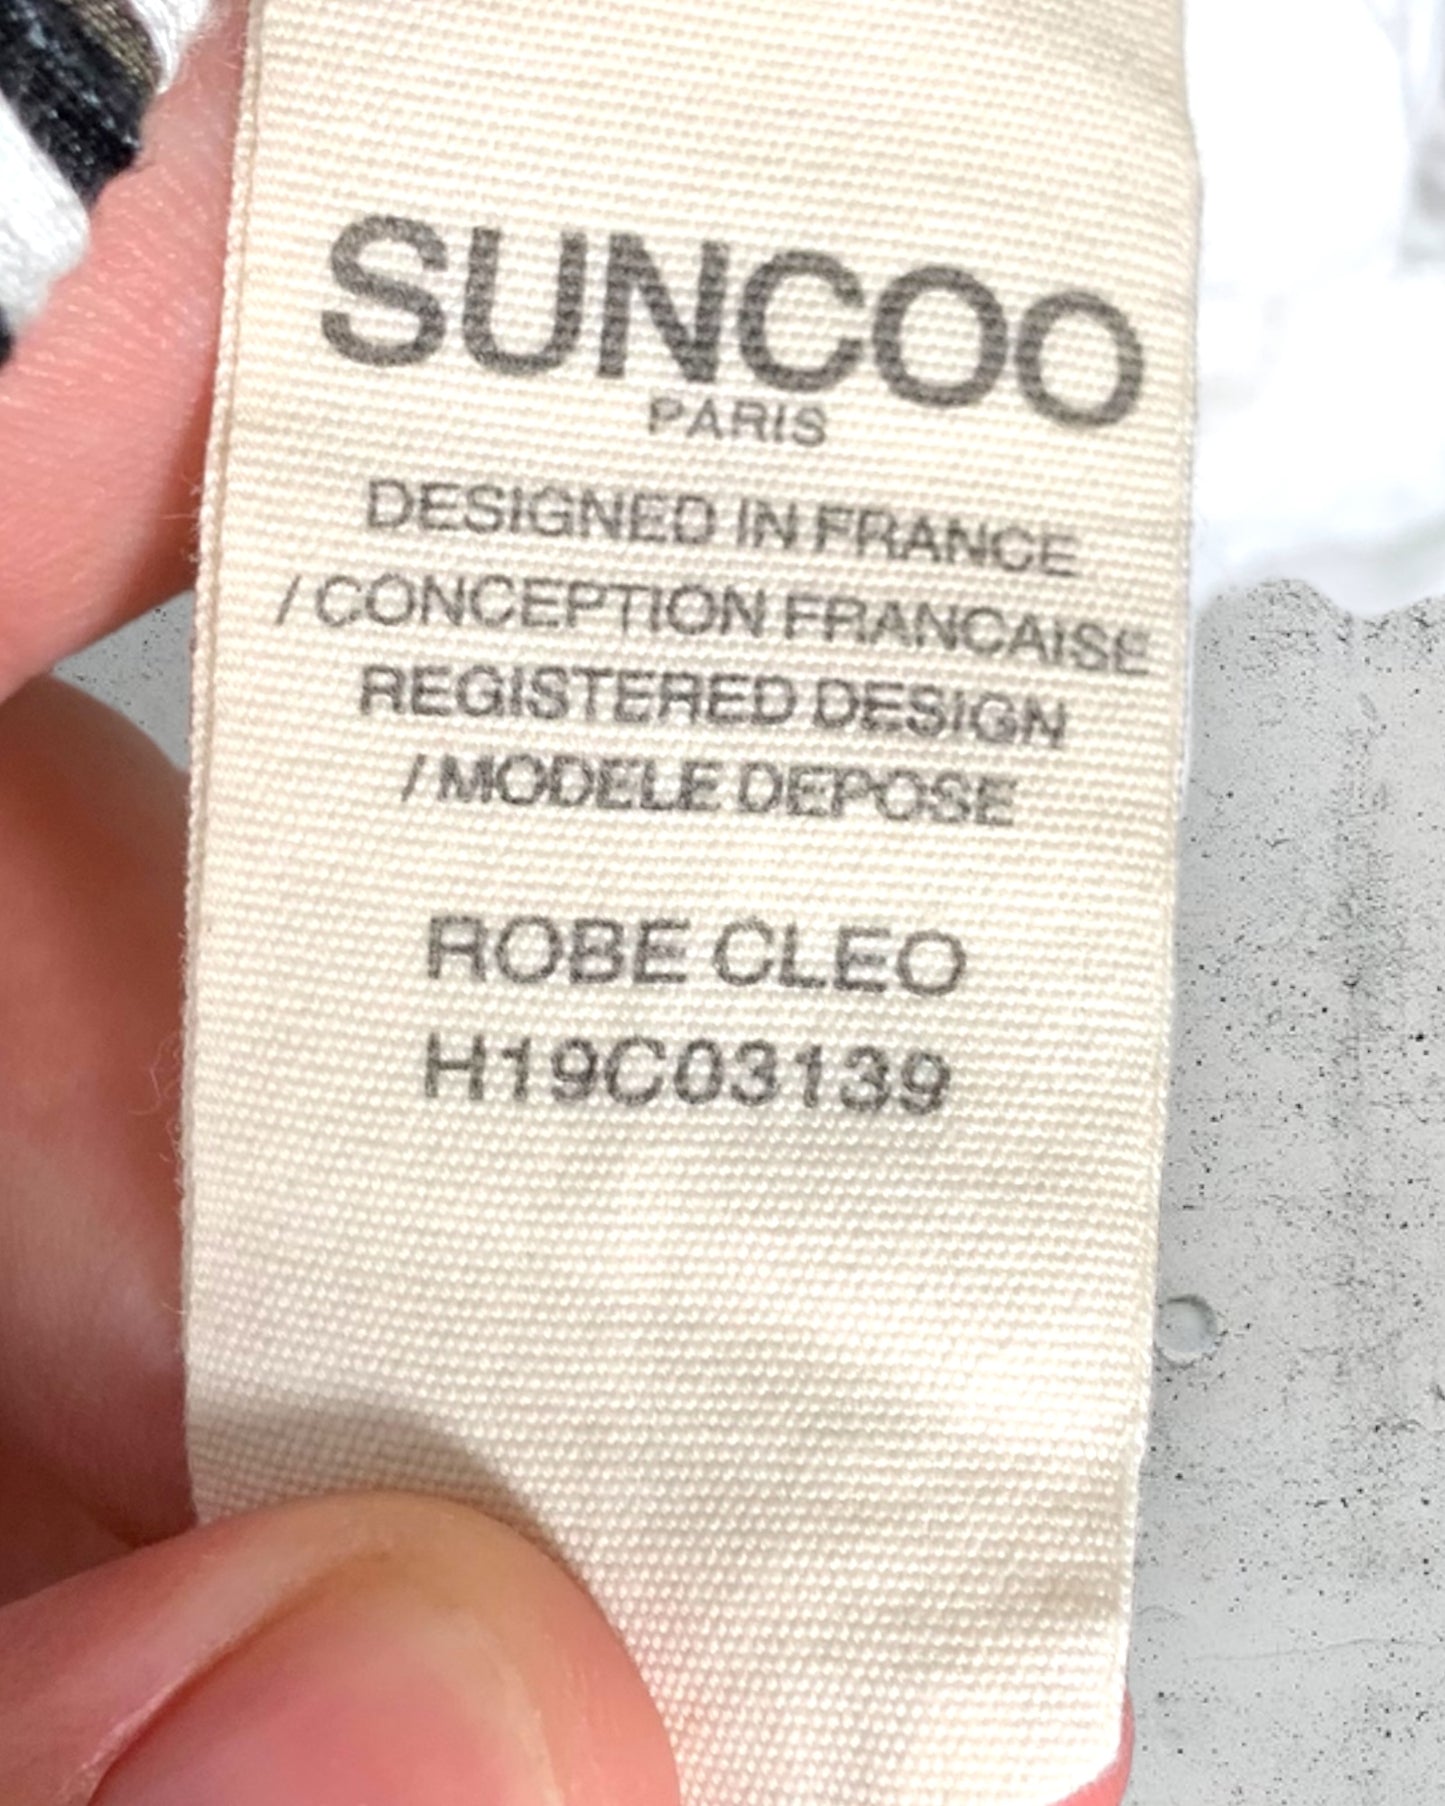 SUNCOO
PARIS
DESIGNED IN FRANCE
/ CONCEPTION FRANCAISE
REGISTERED DESIGN
/ MODELE DEPOSE
ROBE CLEO
H19C03139